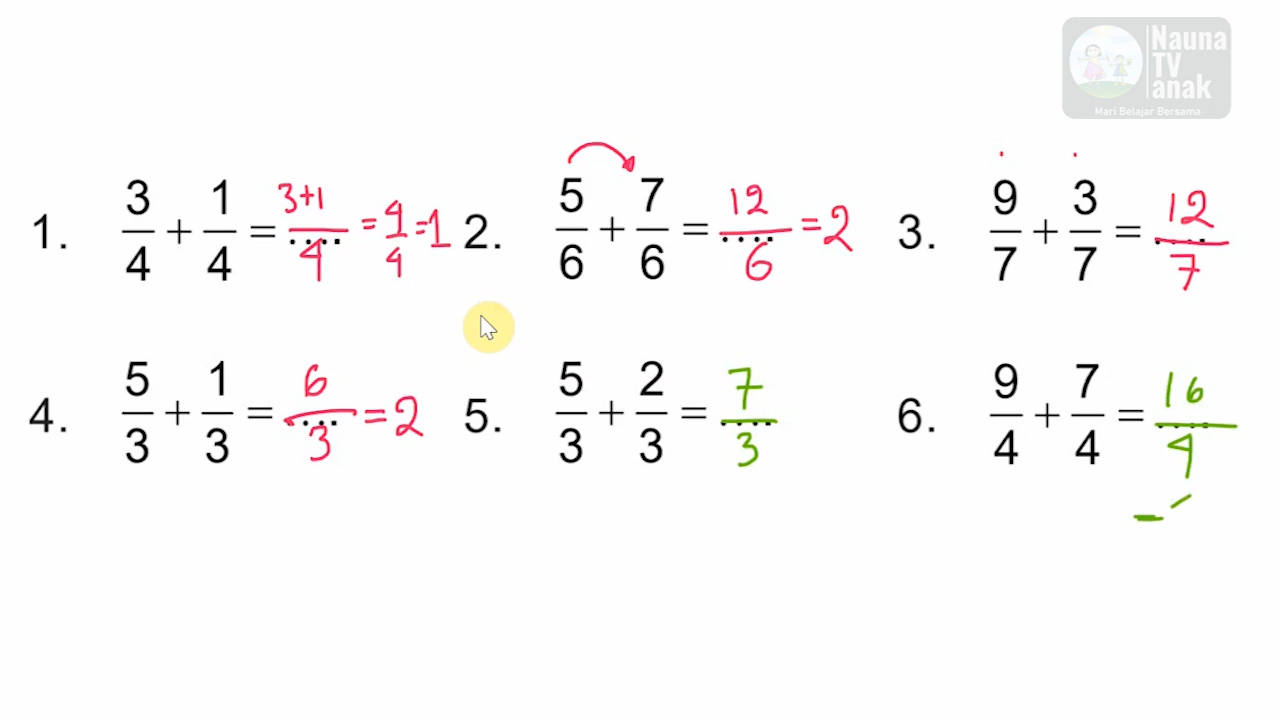 Nauna
TV
anak
Mari Belajar Bersama
1. 3/4 + 1/4 = .... 3+1/4 = 4/4 = 1
2. 5/6 + 7/6 = .... 12/6 = 2
3. 9/7 + 3/7 = .... 12/7
4. 5/3 + 1/3 = .... 6/3 = 2
5. 5/3 + 2/3 = .... 7/3
6. 9/4 + 7/4 = .... 16/4